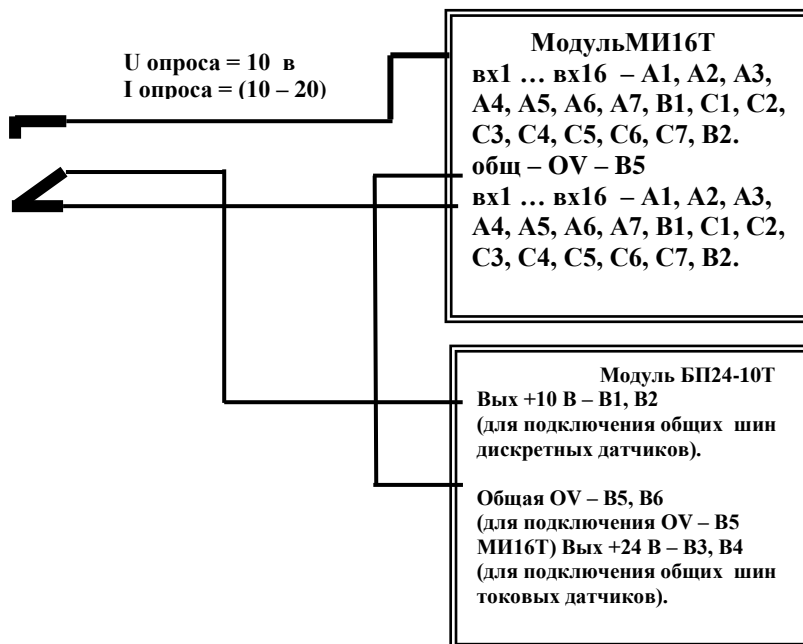 U опроса = 10 в
I опроса = (10 – 20)
МодульМИ16Т
вх1 … вх16 – А1, А2, А3,
А4, А5, А6, А7, В1, С1, С2,
С3, С4, С5, С6, С7, В2.
общ – OV – В5
вх1 … вх16 – А1, А2, А3,
А4, А5, А6, А7, В1, С1, С2,
С3, С4, С5, С6, С7, В2.
Модуль БП24-10Т
Вых +10 В – В1, В2
(для подключения общих шин
дискретных датчиков).
Общая OV – В5, В6
(для подключения OV – В5
МИ16Т) Вых +24 В – В3, В4
(для подключения общих шин
токовых датчиков).